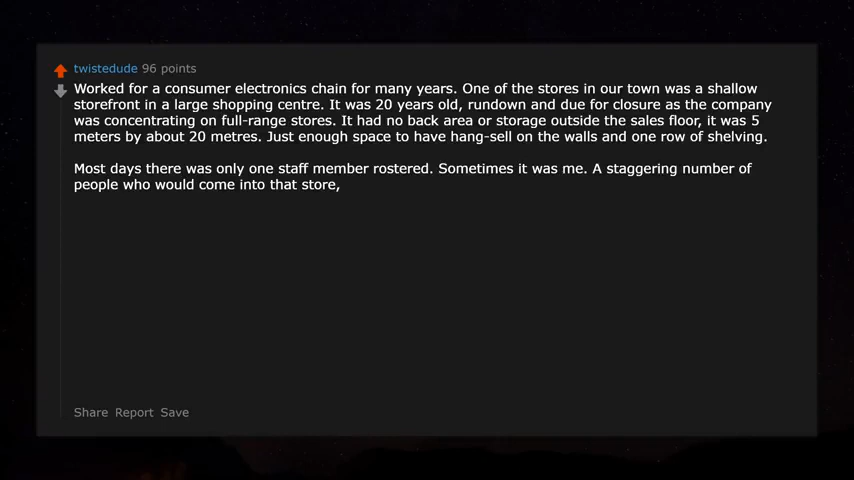 twistedude 96 points
Worked for a consumer electronics chain for many years. One of the stores in our town was a shallow
storefront in a large shopping centre. It was 20 years old, rundown and due for closure as the company
was concentrating on full-range stores. It had no back area or storage outside the sales floor, it was 5
meters by about 20 metres. Just enough space to have hang-sell on the walls and one row of shelving.
Most days there was only one staff member rostered. Sometimes it was me. A staggering number of
people who would come into that store,
Share Report Save